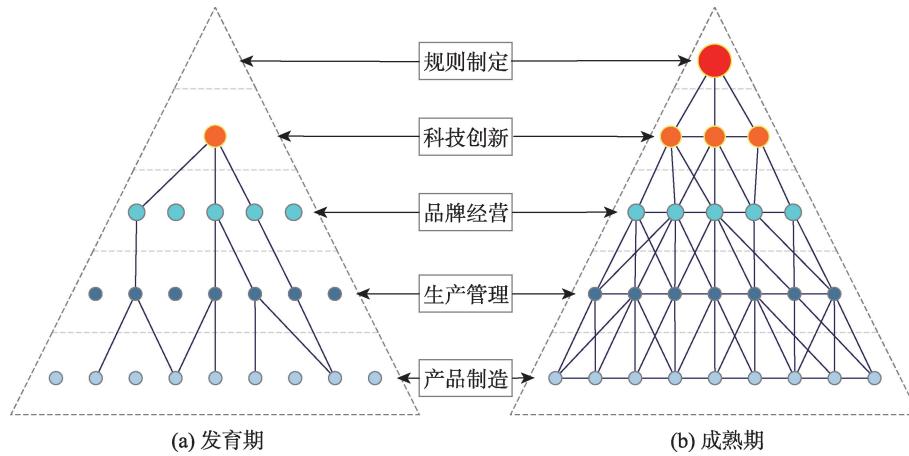 规则制定
科技创新
品牌经营
生产管理
产品制造
(a) 发育期
(b) 成熟期